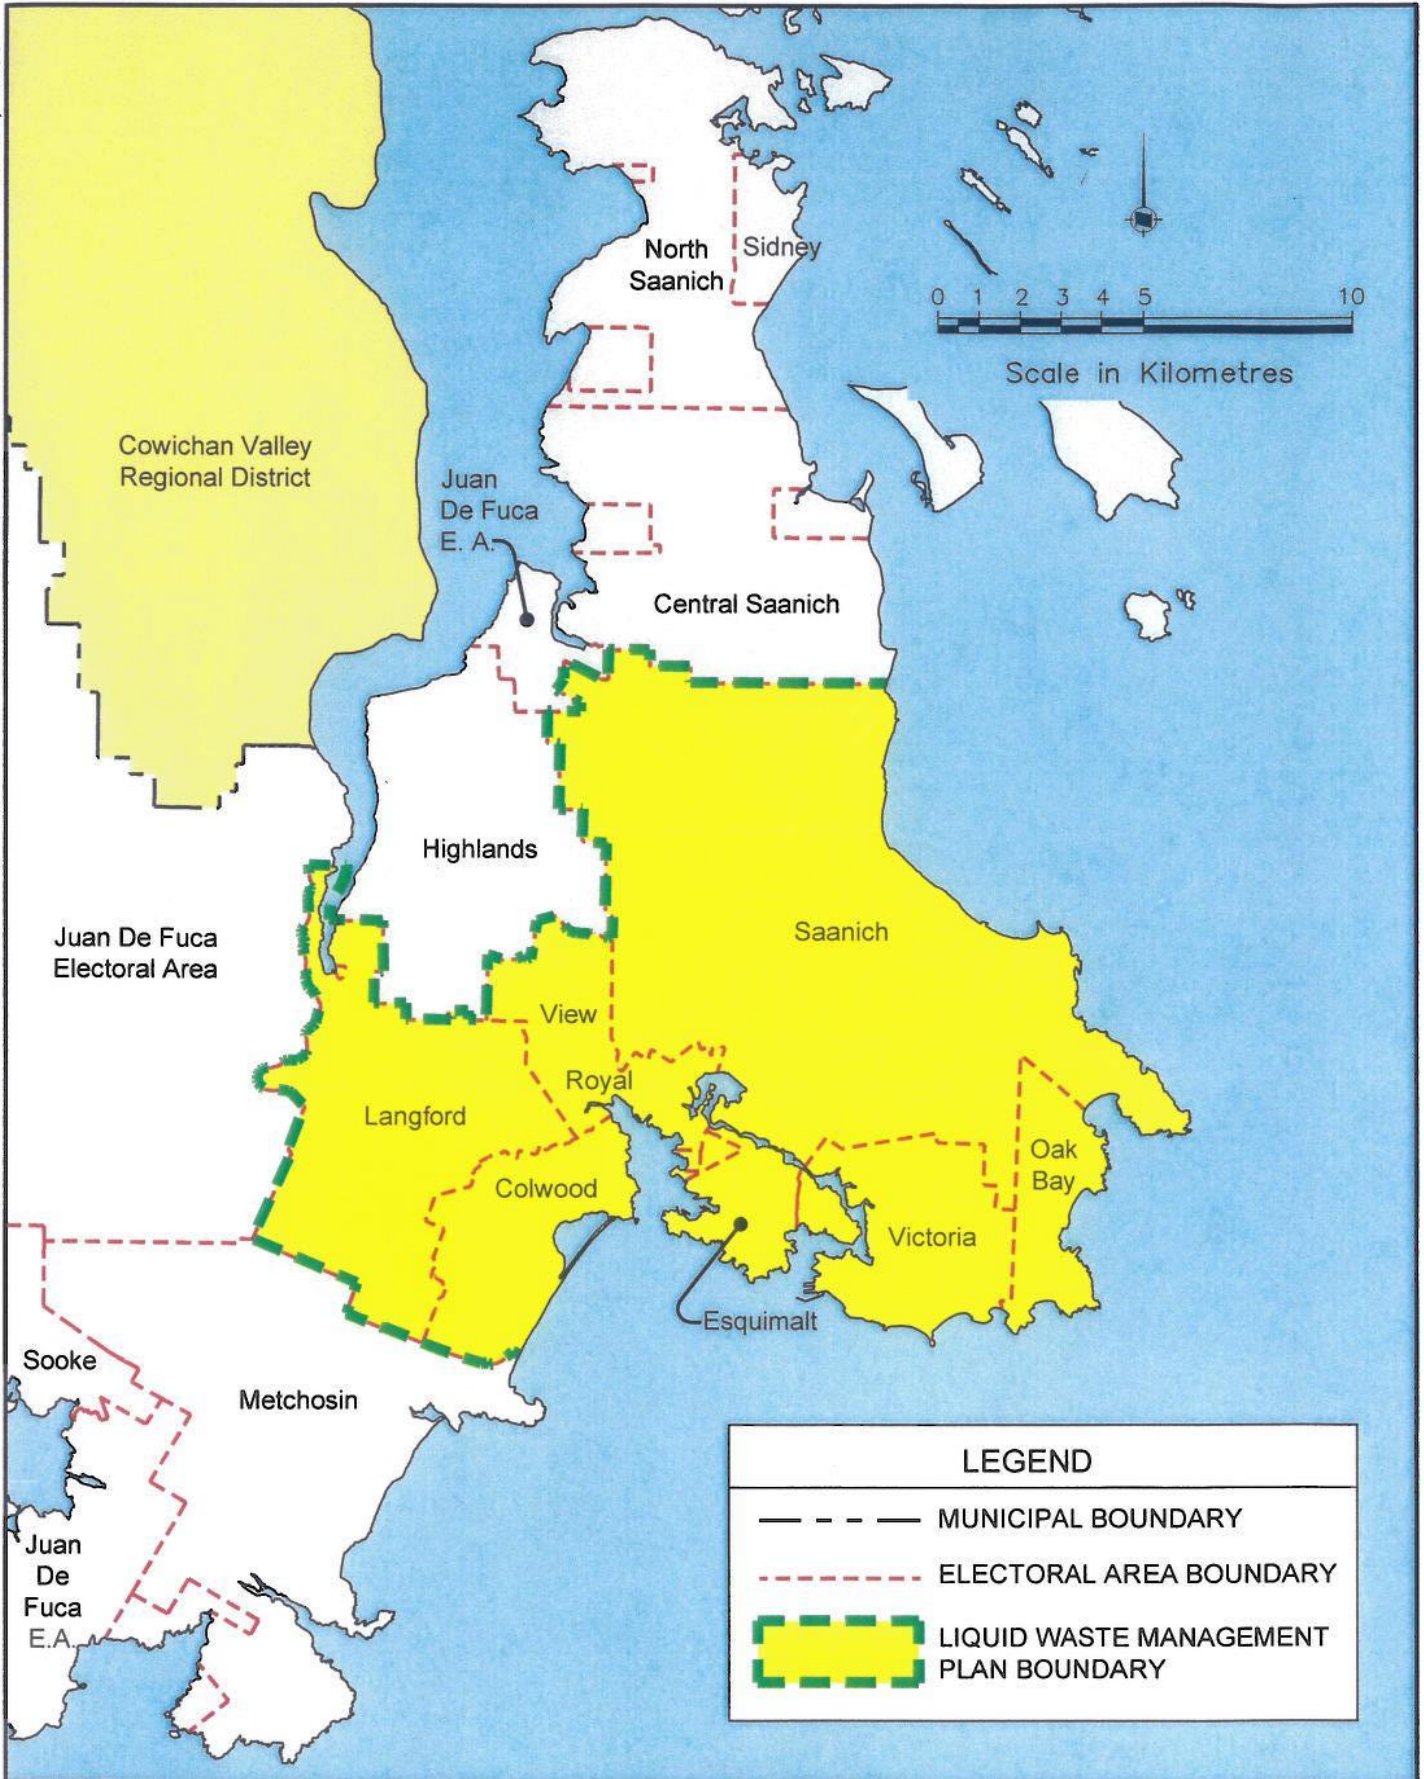 North
Saanich
Sidney
0 1 2 3 4 5 10
Scale in Kilometres
Cowichan Valley
Regional District
Juan
De Fuca
E. A.
Central Saanich
Highlands
Juan De Fuca
Electoral Area
Saanich
View
Royal
Langford
Colwood
Oak
Bay
Victoria
Esquimalt
Sooke
Metchosin
Juan
De
Fuca
E.A.
LEGEND
MUNICIPAL BOUNDARY
ELECTORAL AREA BOUNDARY
LIQUID WASTE MANAGEMENT
PLAN BOUNDARY